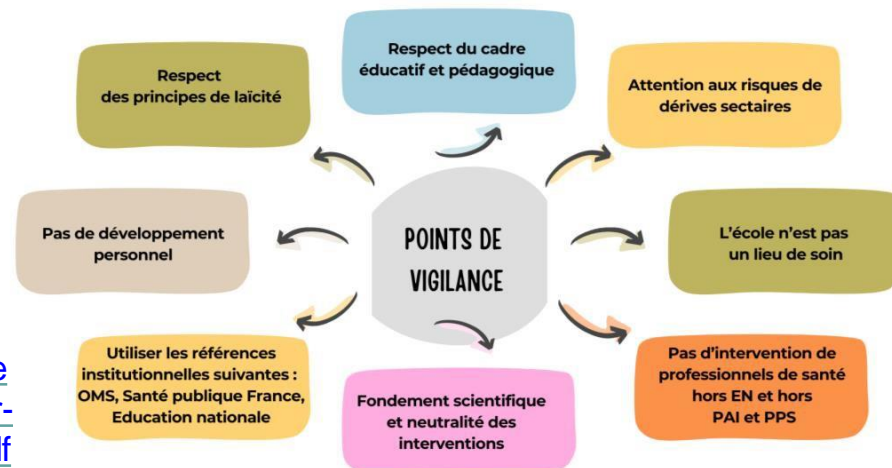 Respect du cadre
éducatif et pédagogique
Respect
des principes de laïcité
Attention aux risques de
dérives sectaires
Pas de développement
personnel
POINTS DE
VIGILANCE
L'école n'est pas
un lieu de soin
Utiliser les références
institutionnelles suivantes :
OMS, Santé publique France,
Education nationale
Fondement scientifique
et neutralité des
interventions
Pas d'intervention de
professionnels de santé
hors EN et hors
PAI et PPS